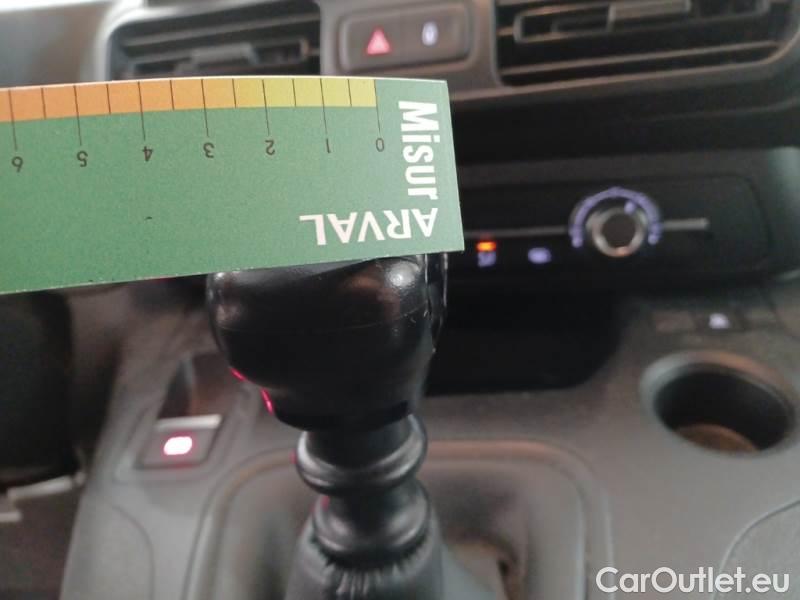 6 5 4 3 2 1 0
Misur
ARVAL
CarOutlet.eu